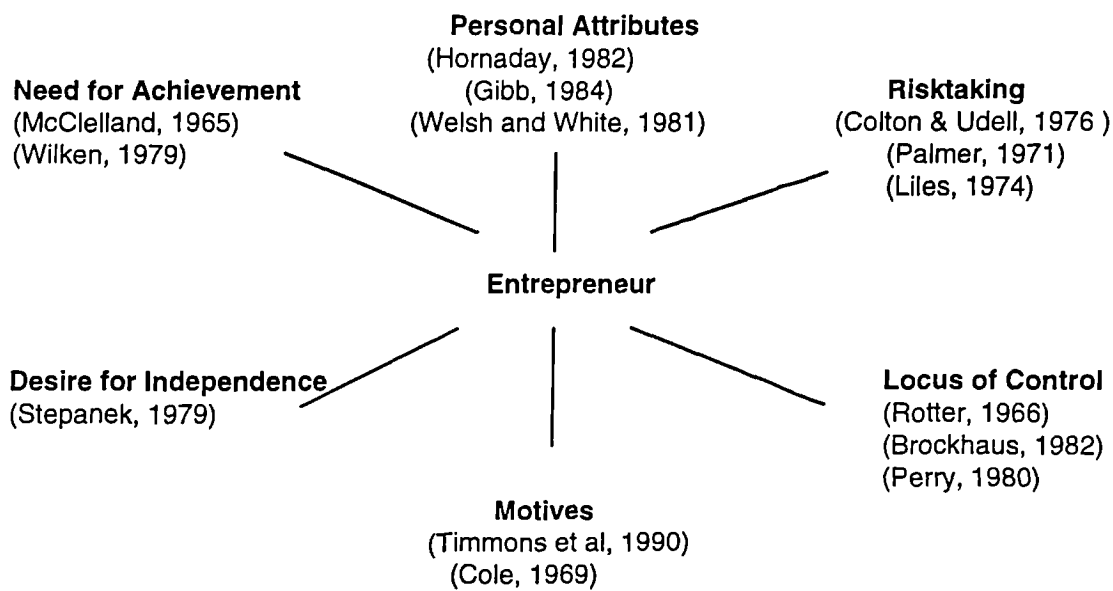 Personal Attributes
(Hornaday, 1982)
(Gibb, 1984)
(Welsh and White, 1981)
Need for Achievement
(McClelland, 1965)
(Wilken, 1979)
Risktaking
(Colton & Udell, 1976 )
(Palmer, 1971)
(Liles, 1974)
Entrepreneur
Desire for Independence
(Stepanek, 1979)
Locus of Control
(Rotter, 1966)
(Brockhaus, 1982)
(Perry, 1980)
Motives
(Timmons et al, 1990)
(Cole, 1969)